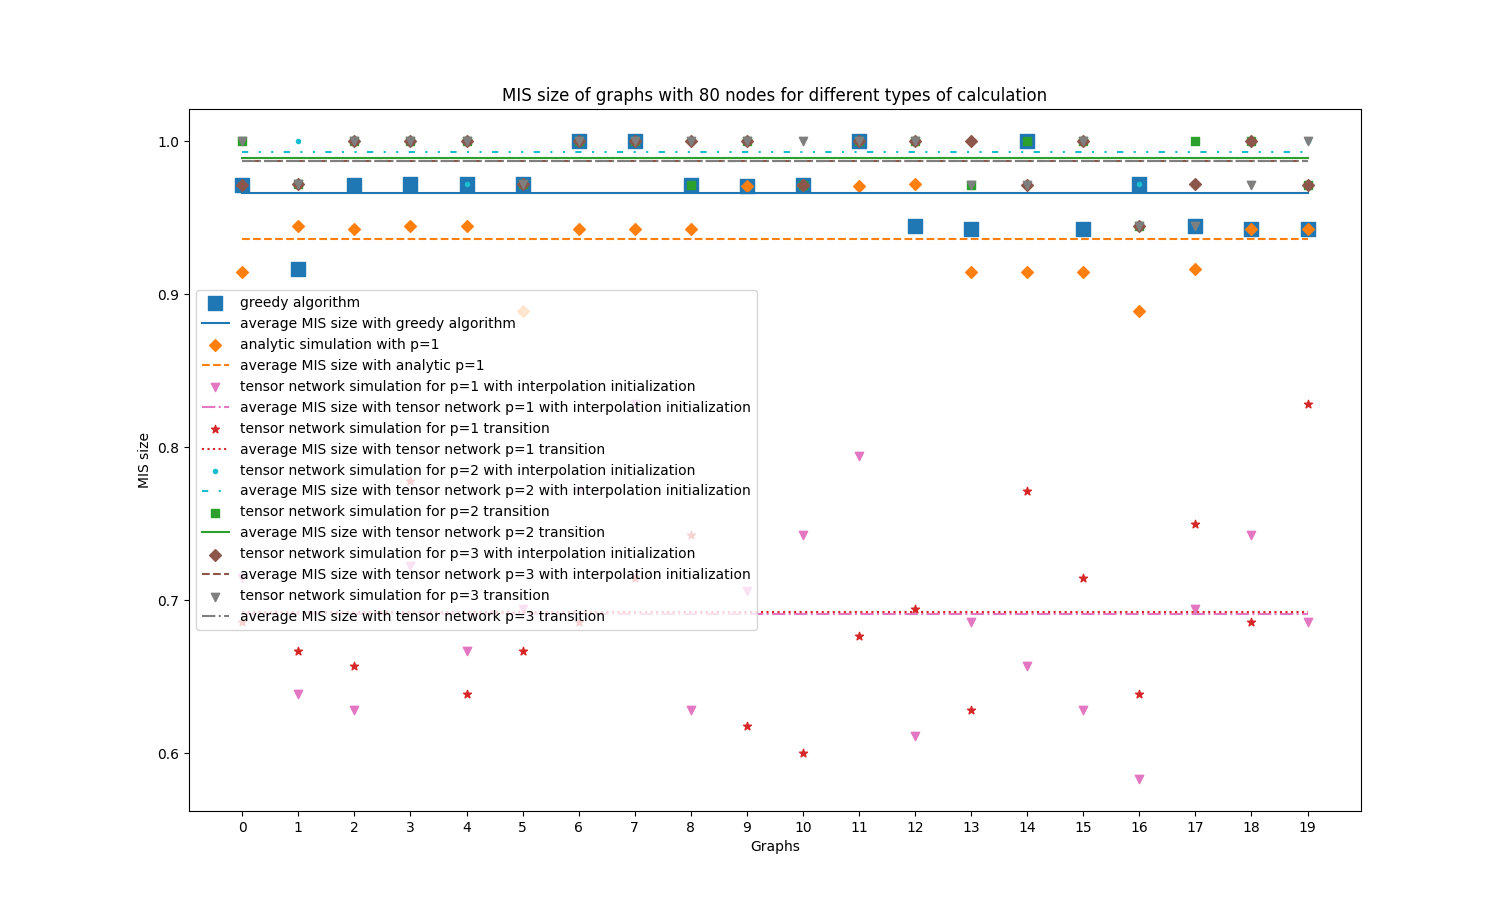 MIS size of graphs with 80 nodes for different types of calculation
MIS size
1.0
0.9
0.8
0.7
0.6
greedy algorithm
average MIS size with greedy algorithm
analytic simulation with p=1
average MIS size with analytic p=1
tensor network simulation for p=1 with interpolation initialization
average MIS size with tensor network p=1 with interpolation initialization
tensor network simulation for p=1 transition
average MIS size with tensor network p=1 transition
tensor network simulation for p=2 with interpolation initialization
average MIS size with tensor network p=2 with interpolation initialization
tensor network simulation for p=2 transition
average MIS size with tensor network p=2 transition
tensor network simulation for p=3 with interpolation initialization
average MIS size with tensor network p=3 with interpolation initialization
tensor network simulation for p=3 transition
average MIS size with tensor network p=3 transition
0 1 2 3 4 5 6 7 8 9 10 11 12 13 14 15 16 17 18 19
Graphs